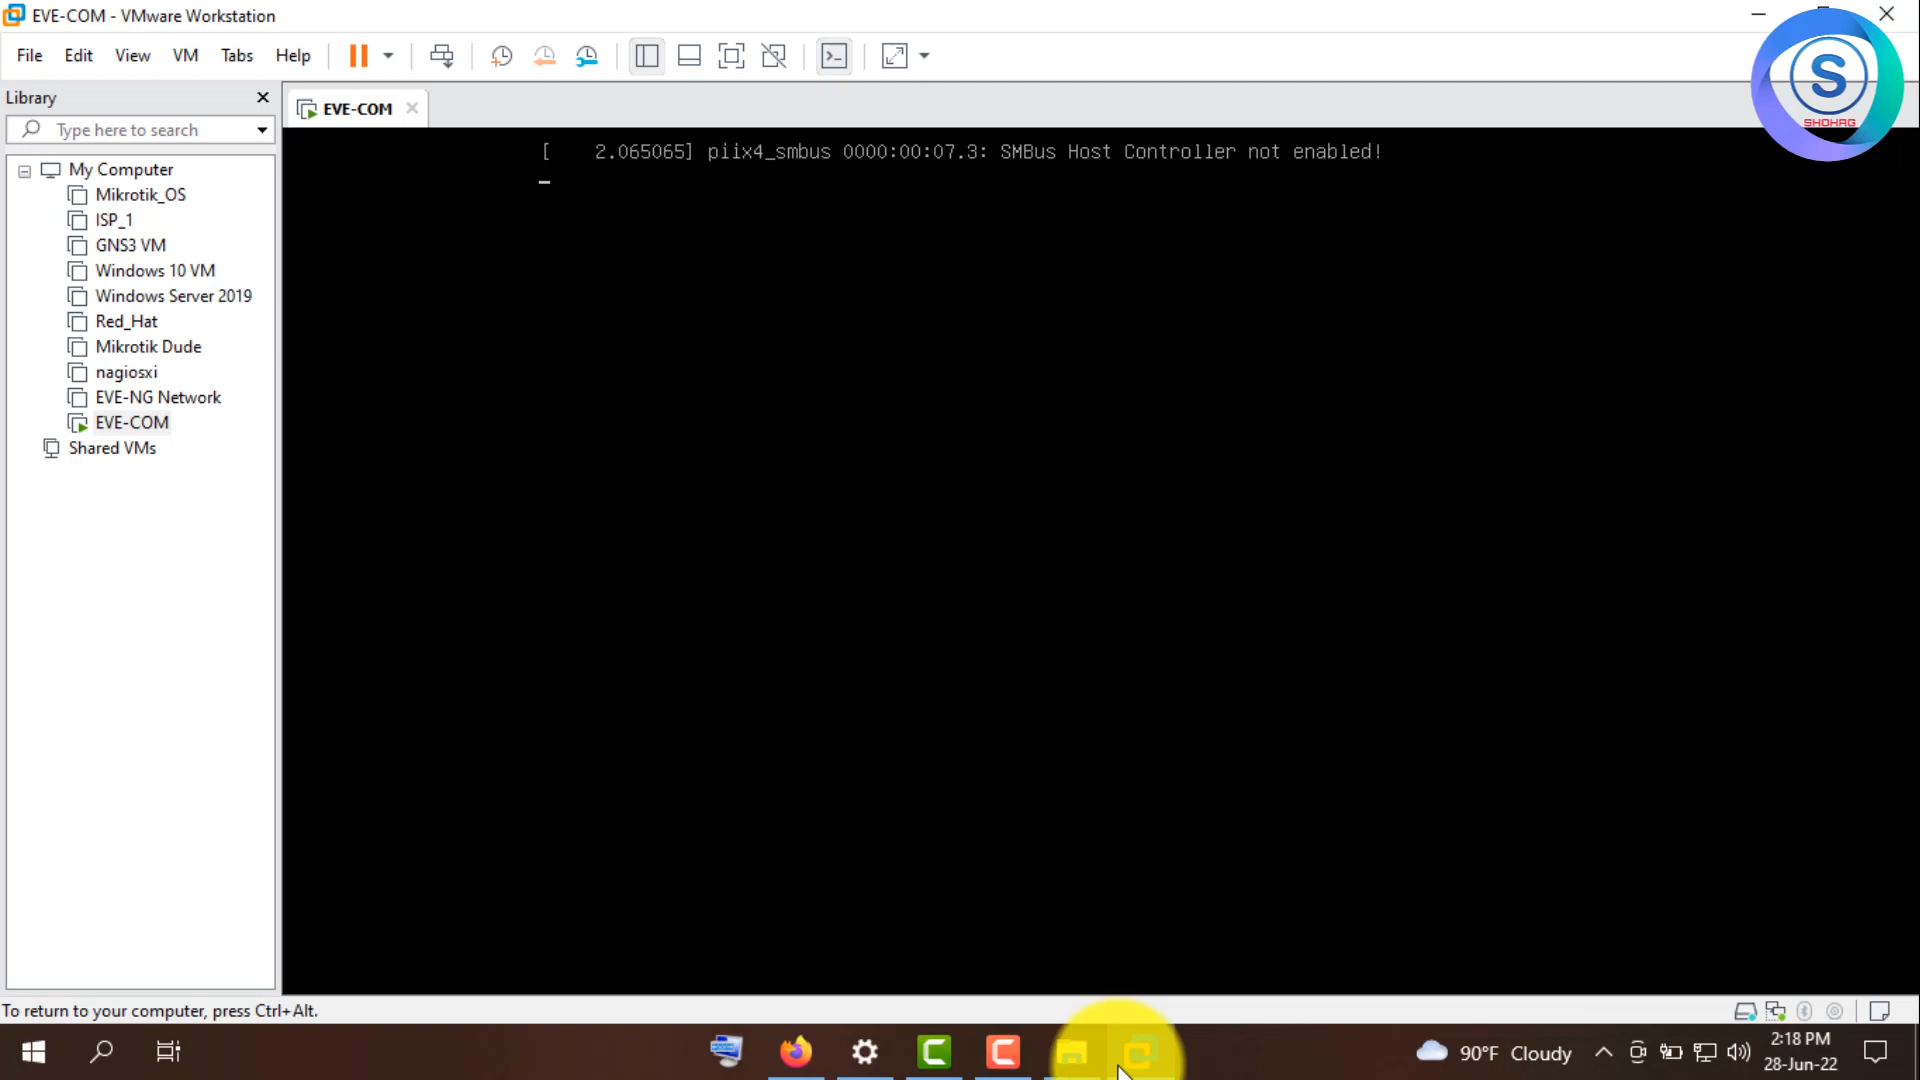 EVE-COM - VMware Workstation
File Edit View VM Tabs Help
S
SHOHAG
Library
EVE-COM
Type here to search
[    2.065065] piix4_smbus 0000:00:07.3: SMBus Host Controller not enabled!
My Computer
Mikrotik_OS
ISP_1
GNS3 VM
Windows 10 VM
Windows Server 2019
Red_Hat
Mikrotik Dude
nagiosxi
EVE-NG Network
EVE-COM
Shared VMs
To return to your computer, press Ctrl+Alt.
90°F Cloudy
2:18 PM
28-Jun-22